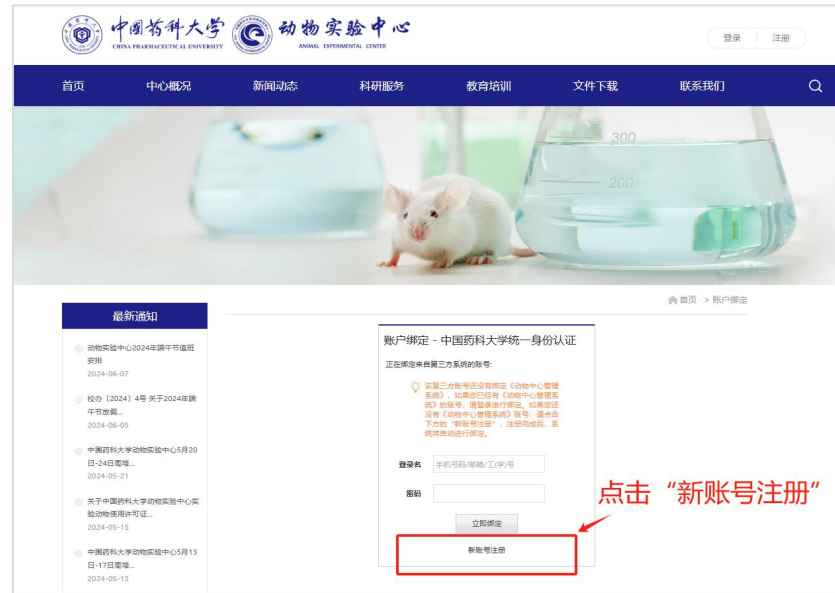 中国药科大学
CHINA PHARMACEUTICAL UNIVERSITY
动物实验中心
ANIMAL EXPERIMENTAL CENTER
登录 注册
首页 中心概况 新闻动态 科研服务 教育培训 文件下载 联系我们
300
200
首页 > 账户绑定
最新通知
动物实验中心2024年端午节值班
安排
2024-06-07
校办〔2024〕4号 关于2024年端
午节放假...
2024-06-05
中国药科大学动物实验中心5月20
日-24日周培...
2024-05-21
关于中国药科大学动物实验中心实
验动物使用许可证...
2024-05-15
中国药科大学动物实验中心5月13
日-17日周培...
2024-05-13
账户绑定 - 中国药科大学统一身份认证
正在绑定来自第三方系统的账号:
该第三方账号还没有绑定《动物中心管理
系统》，如果您已经有《动物中心管理系
统》的账号，请登录进行绑定。如果您还
没有《动物中心管理系统》账号，请点击
下方的“新账号注册”，注册完成后，系
统将自动进行绑定。
登录名 手机号码/邮箱/工(学)号
密码
立即绑定
新账号注册
点击“新账号注册”